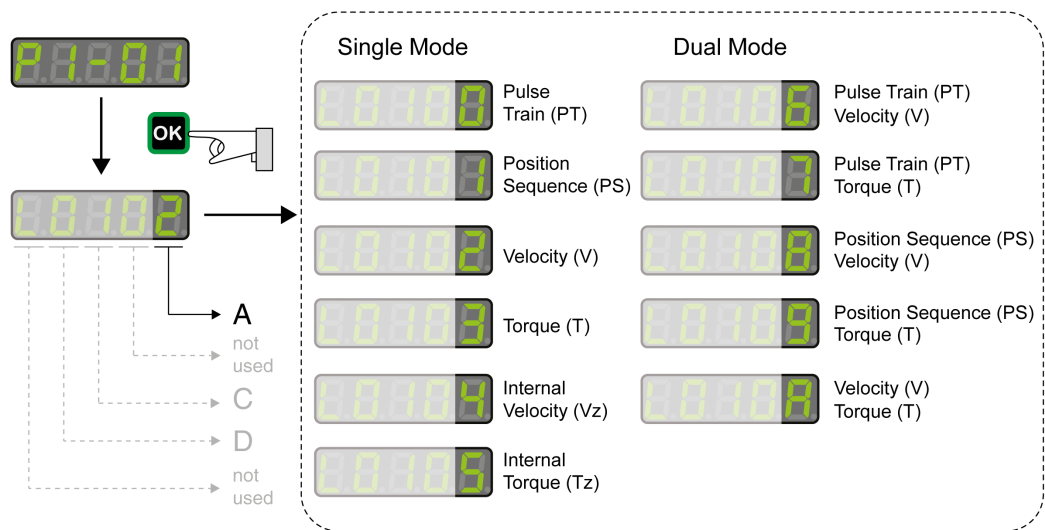 P1-01
OK
L0102
A
not
used
C
D
not
used
Single Mode
L0100
Pulse
Train (PT)
L0101
Position
Sequence (PS)
L0102
Velocity (V)
L0103
Torque (T)
L0104
Internal
Velocity (Vz)
L0105
Internal
Torque (Tz)
Dual Mode
L0106
Pulse Train (PT)
Velocity (V)
L0107
Pulse Train (PT)
Torque (T)
L0108
Position Sequence (PS)
Velocity (V)
L0109
Position Sequence (PS)
Torque (T)
L010A
Velocity (V)
Torque (T)